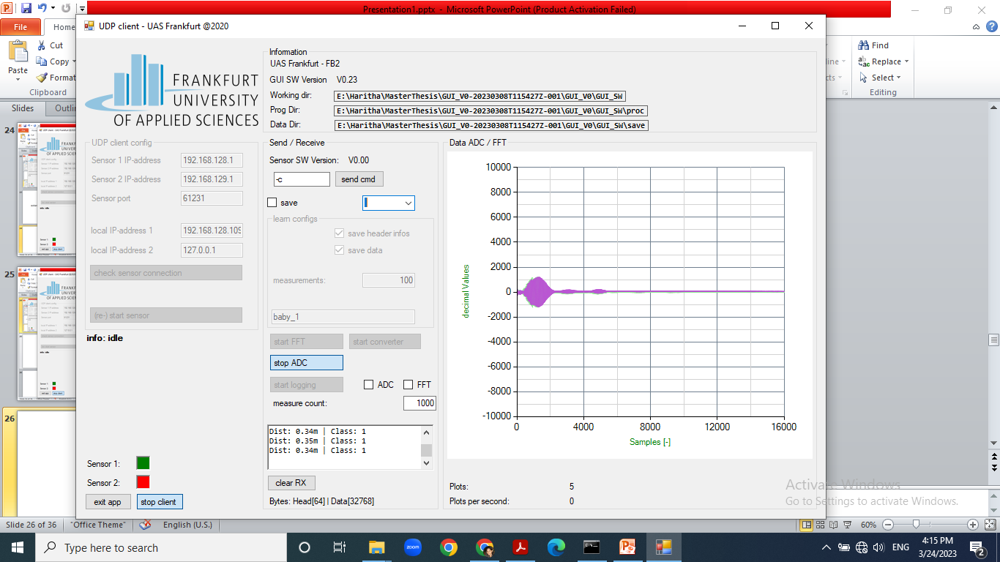 Presentation1.pptx - Microsoft PowerPoint (Product Activation Failed)
File
Home
UDP client - UAS Frankfurt @2020
Cut
Copy
Format
Paste
Clipboard
Find
Replace
Select
Editing
Slides
Outlin
24
25
26
FRANKFURT
UNIVERSITY
OF APPLIED SCIENCES
Information
UAS Frankfurt - FB2
GUI SW Version V0.23
Working dir: E:\Haritha\MasterThesis\GUI_V0-20230308T115427Z-001\GUI_V0\GUI_SW
Prog Dir: E:\Haritha\MasterThesis\GUI_V0-20230308T115427Z-001\GUI_V0\GUI_SW\proc
Data Dir: E:\Haritha\MasterThesis\GUI_V0-20230308T115427Z-001\GUI_V0\GUI_SW\save
UDP client config
Sensor 1 IP-address 192.168.128.1
Sensor 2 IP-address 192.168.129.1
Sensor port 61231
local IP-address 1 192.168.128.109
local IP-address 2 127.0.0.1
check sensor connection
(re-) start sensor
info: idle
Sensor 1:
Sensor 2:
exit app stop client
Send / Receive
Sensor SW Version: V0.00
-c send cmd
save
learn configs
save header infos
save data
measurements: 100
baby_1
start FFT start converter
stop ADC
start logging ADC FFT
measure count: 1000
Dist: 0.34m | Class: 1
Dist: 0.35m | Class: 1
Dist: 0.34m | Class: 1
clear RX
Bytes: Head[64] | Data[32768]
Data ADC / FFT
10000
8000
6000
4000
2000
0
-2000
-4000
-6000
-8000
-10000
decimal Values
0 4000 8000 12000 16000
Samples [-]
Plots: 5
Plots per second: 0
Activate Windows
Go to Settings to activate Windows.
Slide 26 of 36 "Office Theme" English (U.S.) 60%
Type here to search
zoom
ENG
4:15 PM
3/24/2023
2